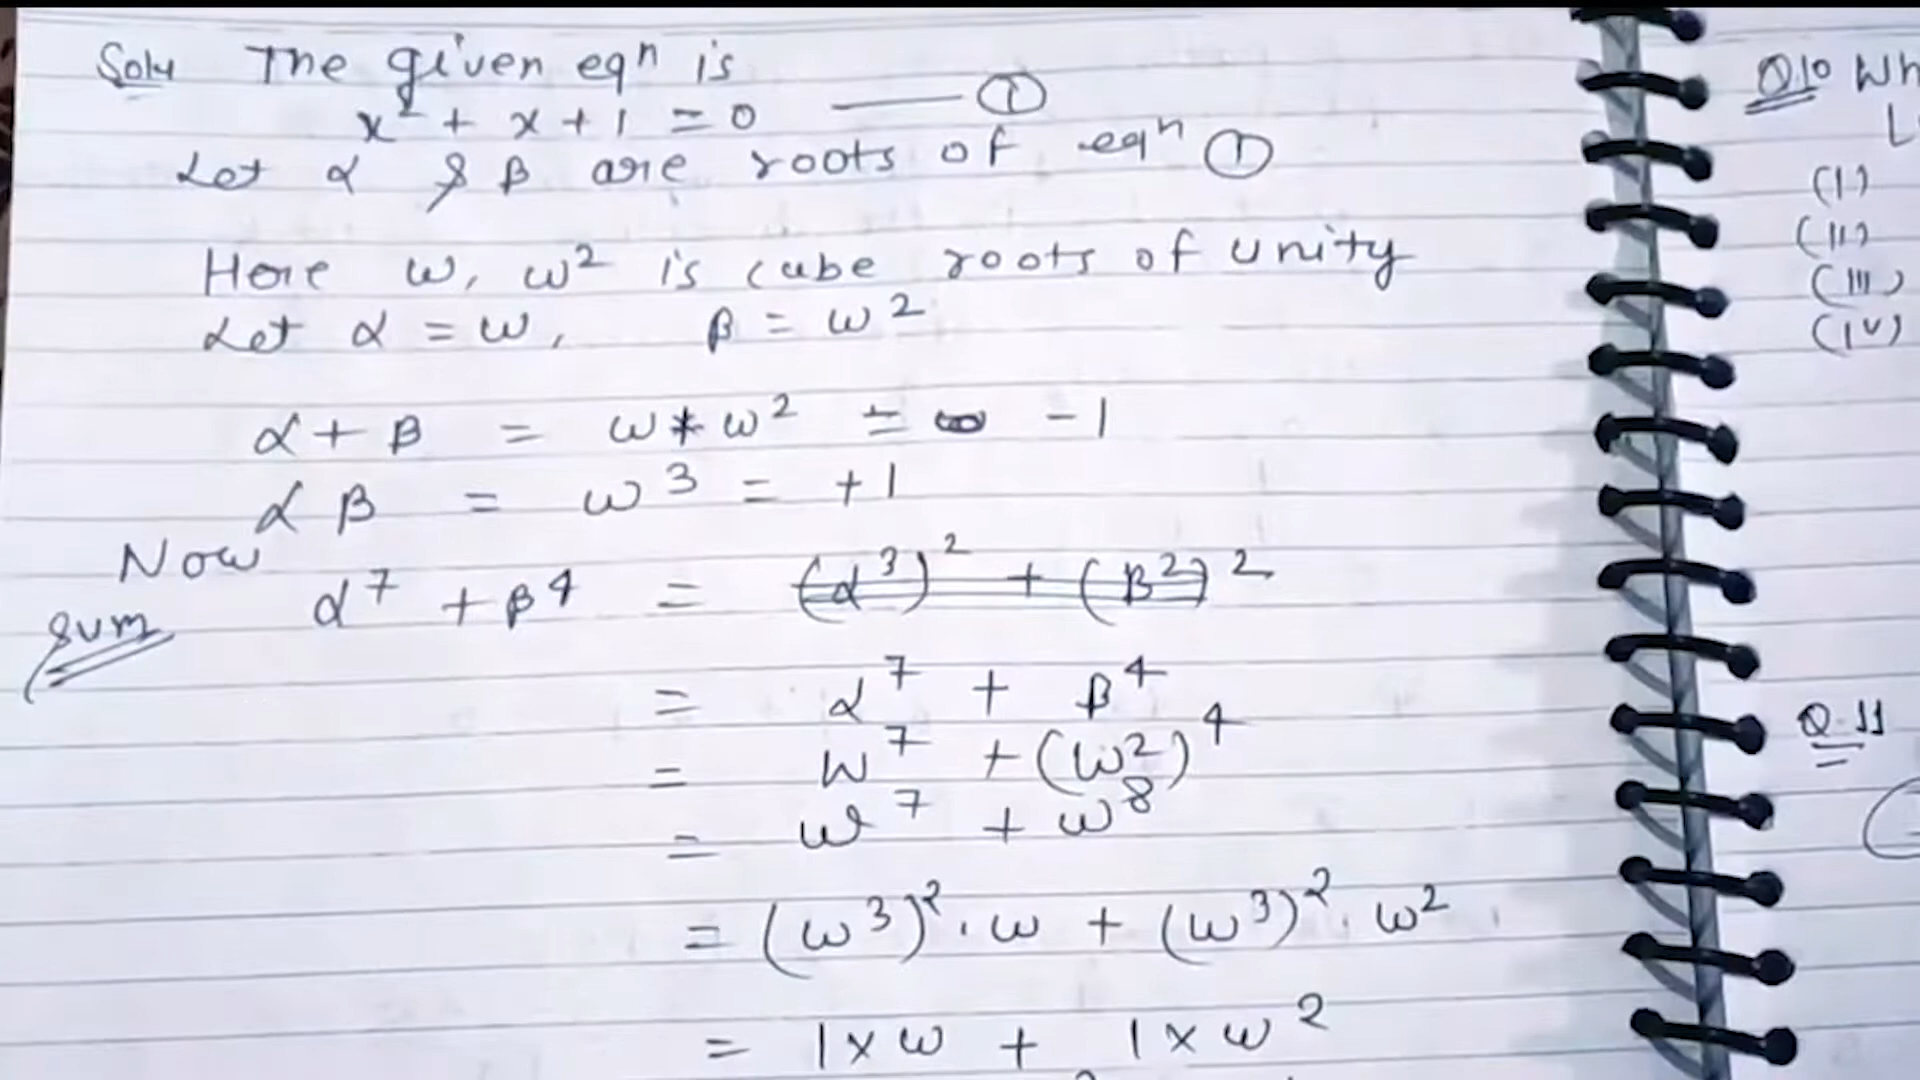 Soln The given eqn is
x² + x + 1 = 0 —— ①
Let α & β are roots of eqn ①
Here ω, ω² is cube roots of unity
Let α = ω, β = ω²
α + β = ω + ω² = -1
α β = ω³ = +1
Now
Sum α⁷ + β⁴ = (α³)² + (β²)²
= α⁷ + β⁴
= ω⁷ + (ω²)⁴
= ω⁷ + ω⁸
= (ω³)² . ω + (ω³)² . ω²
= 1 × ω + 1 × ω²
Q.10 Wh
(I)
(II)
(III)
(IV)
Q.11